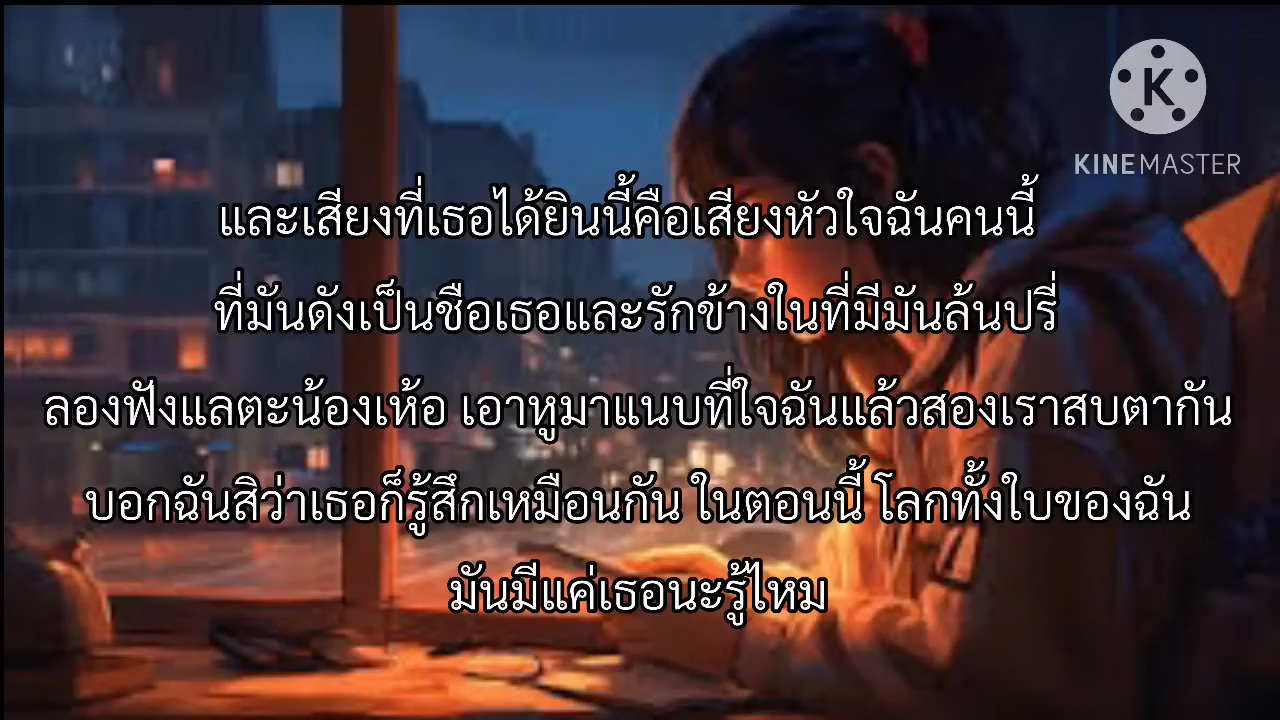 KINEMASTER
และเสียงที่เธอได้ยินนี้คือเสียงหัวใจฉันคนนี้
ที่มันดังเป็นชือเธอและรักข้างในที่มีมันล้นปรี่
ลองฟังแลตะน้องเห้อ เอาหูมาแนบที่ใจฉันแล้วสองเราสบตากัน
บอกฉันสิว่าเธอก็รู้สึกเหมือนกัน ในตอนนี้ โลกทั้งใบของฉัน
มันมีแค่เธอนะรู้ไหม